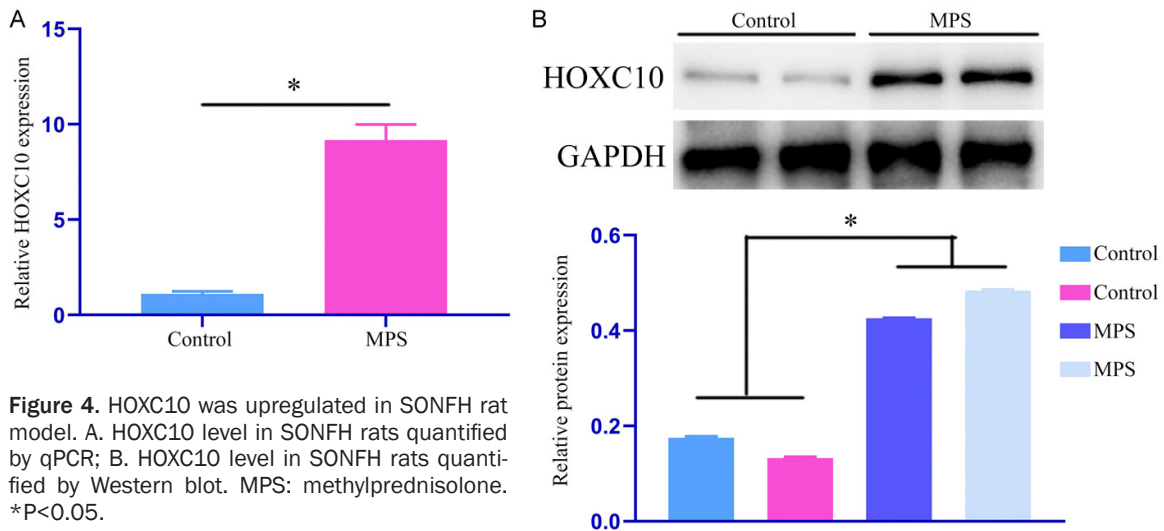 A
15
10
5
0
Relative HOXC10 expression
*
Control
MPS
B
Control
MPS
HOXC10
GAPDH
0.6
0.4
0.2
0.0
Relative protein expression
*
Control
Control
MPS
MPS
Figure 4. HOXC10 was upregulated in SONFH rat
model. A. HOXC10 level in SONFH rats quantified
by qPCR; B. HOXC10 level in SONFH rats quanti-
fied by Western blot. MPS: methylprednisolone.
*P<0.05.